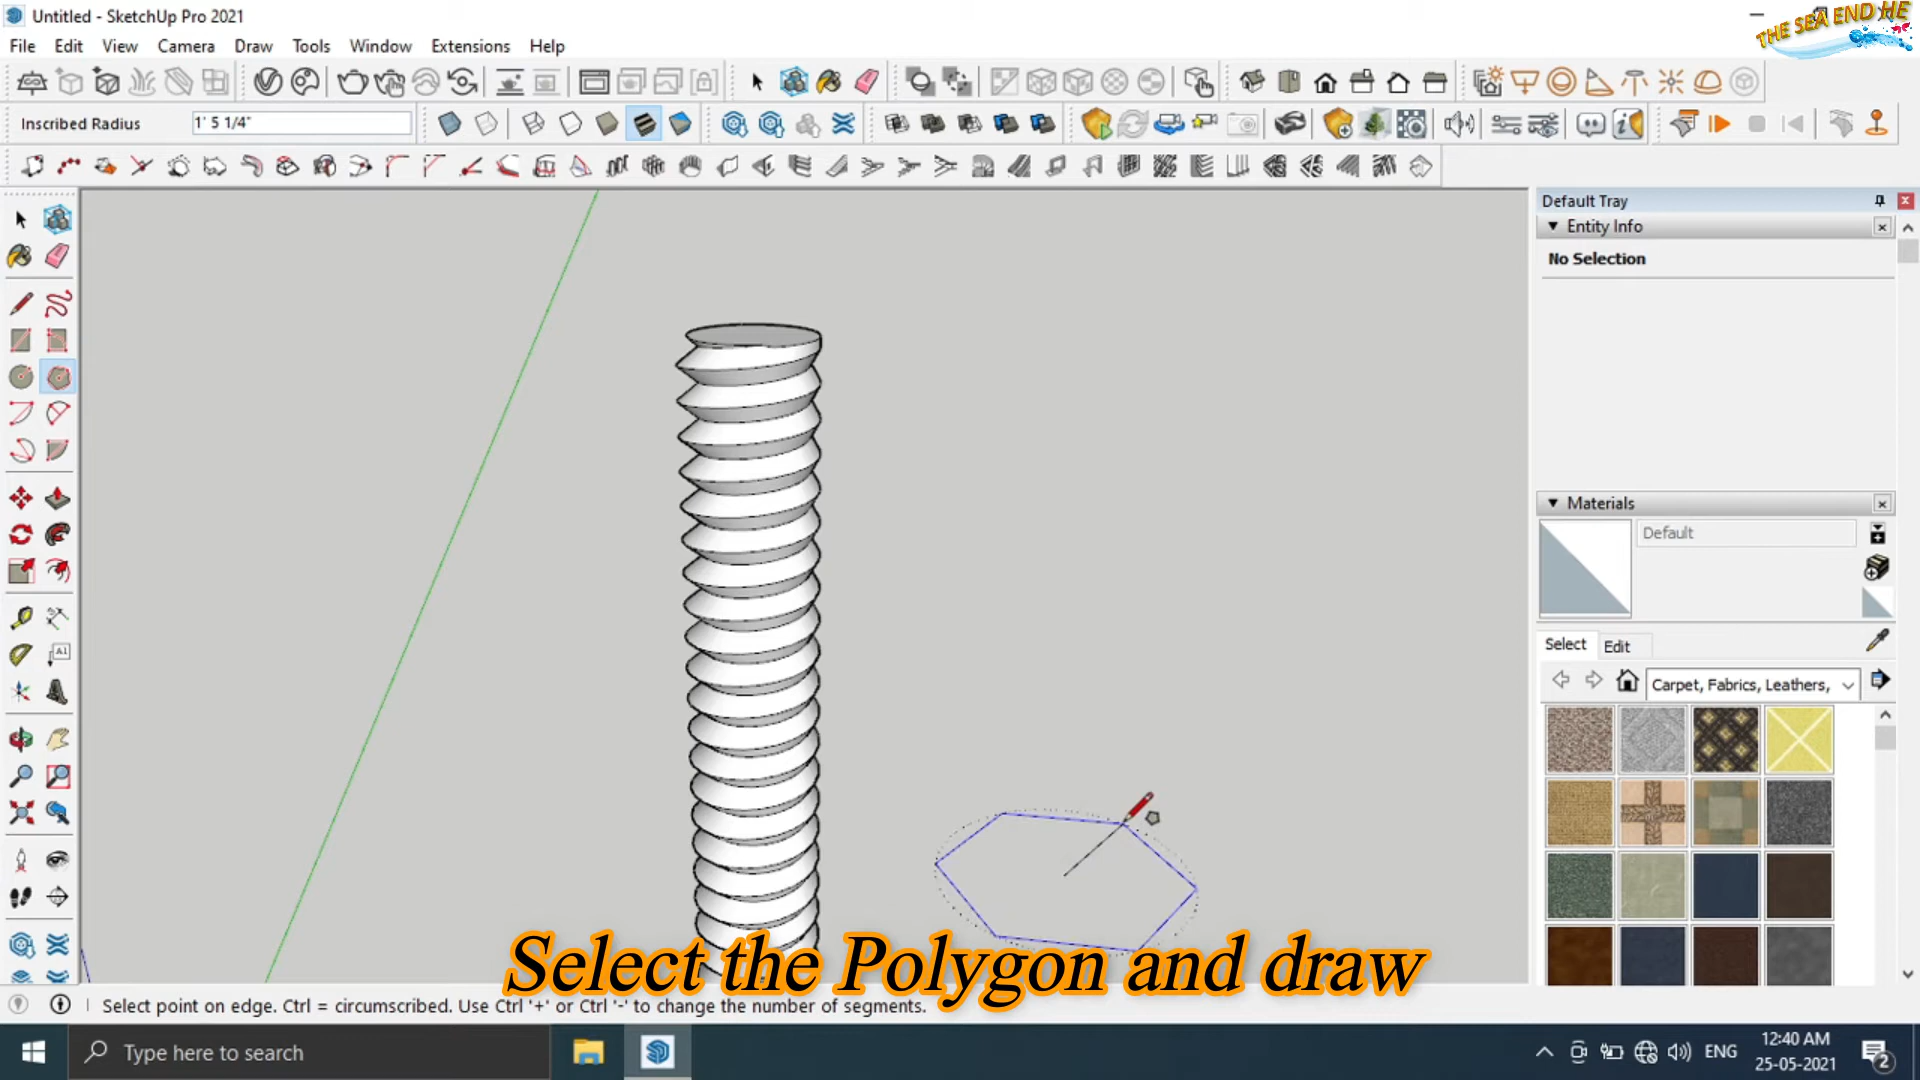 Untitled - SketchUp Pro 2021
THE SEA END HE
File Edit View Camera Draw Tools Window Extensions Help
Inscribed Radius 1' 5 1/4"
Default Tray
Entity Info
No Selection
Materials
Default
Select Edit
Carpet, Fabrics, Leathers,
A1
Select the Polygon and draw
Select point on edge. Ctrl = circumscribed. Use Ctrl '+' or Ctrl '-' to change the number of segments.
Type here to search
ENG
12:40 AM
25-05-2021
2